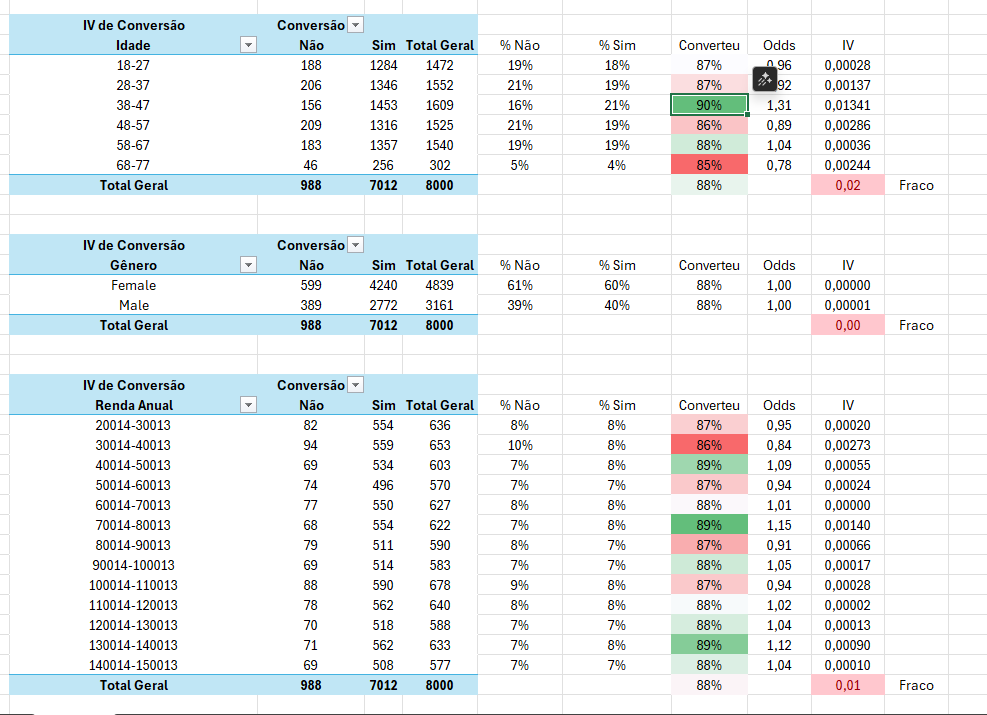 IV de Conversão Conversão
Idade Não Sim Total Geral % Não % Sim Converteu Odds IV
18-27 188 1284 1472 19% 18% 87% 0,96 0,00028
28-37 206 1346 1552 21% 19% 87% 92 0,00137
38-47 156 1453 1609 16% 21% 90% 1,31 0,01341
48-57 209 1316 1525 21% 19% 86% 0,89 0,00286
58-67 183 1357 1540 19% 19% 88% 1,04 0,00036
68-77 46 256 302 5% 4% 85% 0,78 0,00244
Total Geral 988 7012 8000 88% 0,02 Fraco
IV de Conversão Conversão
Gênero Não Sim Total Geral % Não % Sim Converteu Odds IV
Female 599 4240 4839 61% 60% 88% 1,00 0,00000
Male 389 2772 3161 39% 40% 88% 1,00 0,00001
Total Geral 988 7012 8000 0,00 Fraco
IV de Conversão Conversão
Renda Anual Não Sim Total Geral % Não % Sim Converteu Odds IV
20014-30013 82 554 636 8% 8% 87% 0,95 0,00020
30014-40013 94 559 653 10% 8% 86% 0,84 0,00273
40014-50013 69 534 603 7% 8% 89% 1,09 0,00055
50014-60013 74 496 570 7% 7% 87% 0,94 0,00024
60014-70013 77 550 627 8% 8% 88% 1,01 0,00000
70014-80013 68 554 622 7% 8% 89% 1,15 0,00140
80014-90013 79 511 590 8% 7% 87% 0,91 0,00066
90014-100013 69 514 583 7% 7% 88% 1,05 0,00017
100014-110013 88 590 678 9% 8% 87% 0,94 0,00028
110014-120013 78 562 640 8% 8% 88% 1,02 0,00002
120014-130013 70 518 588 7% 7% 88% 1,04 0,00013
130014-140013 71 562 633 7% 8% 89% 1,12 0,00090
140014-150013 69 508 577 7% 7% 88% 1,04 0,00010
Total Geral 988 7012 8000 88% 0,01 Fraco